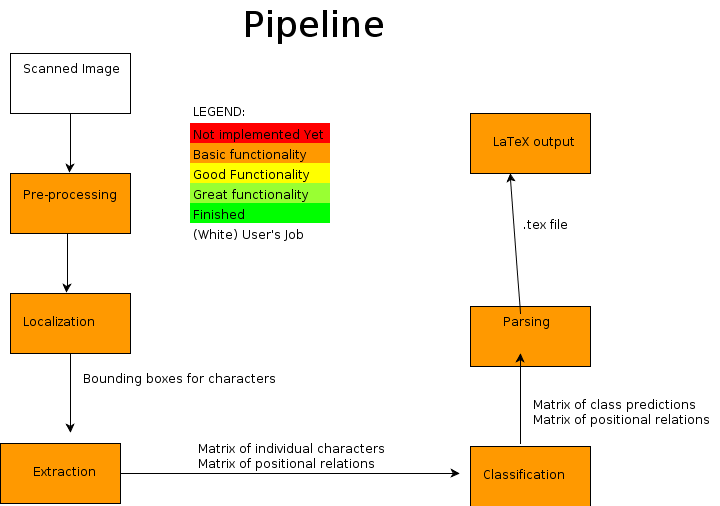 Pipeline
Scanned Image
LEGEND:
Not implemented Yet
Basic functionality
Good Functionality
Great functionality
Finished
(White) User's Job
Pre-processing
Localization
Bounding boxes for characters
Extraction
Matrix of individual characters
Matrix of positional relations
Classification
Matrix of class predictions
Matrix of positional relations
Parsing
.tex file
LaTeX output